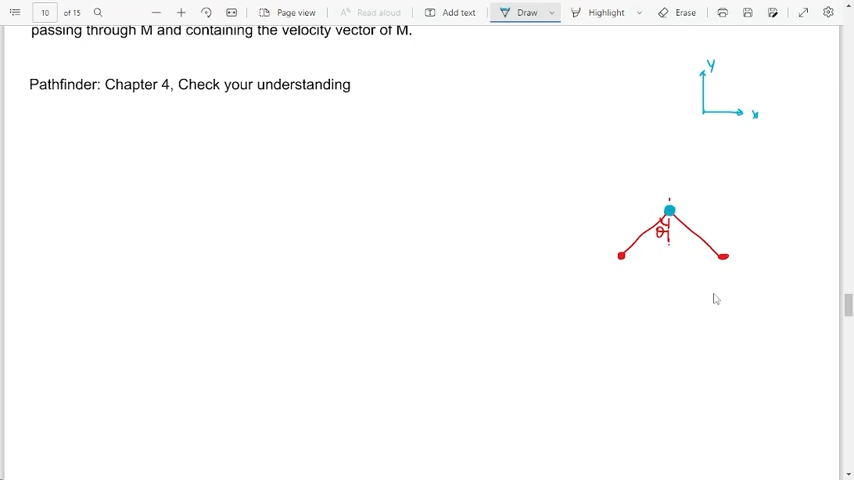 10 of 15 Page view Read aloud Add text Draw Highlight Erase
passing through M and containing the velocity vector of M.
Pathfinder: Chapter 4, Check your understanding
y
x
θ